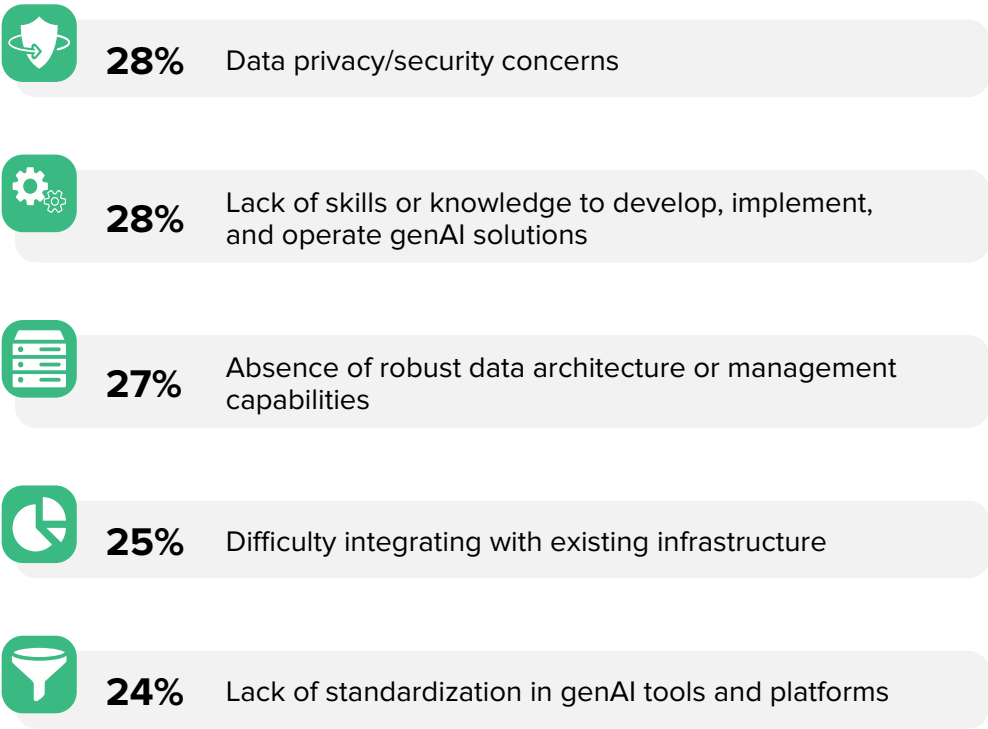 28% Data privacy/security concerns
28% Lack of skills or knowledge to develop, implement,
and operate genAI solutions
27% Absence of robust data architecture or management
capabilities
25% Difficulty integrating with existing infrastructure
24% Lack of standardization in genAI tools and platforms